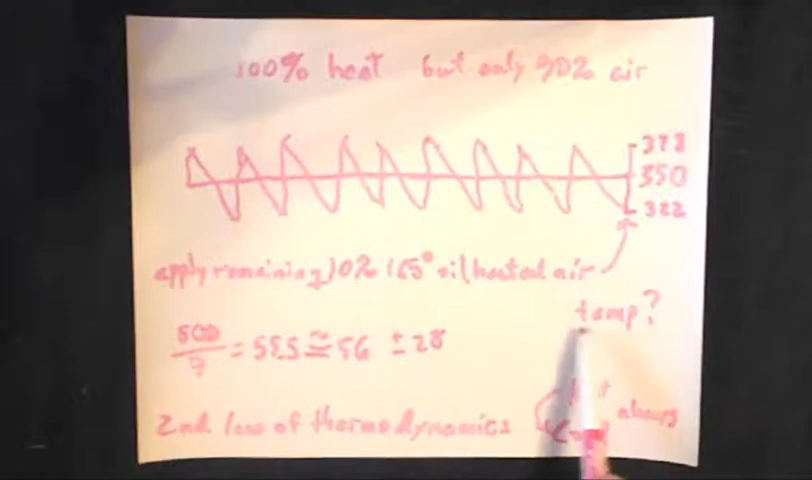 100% heat but only 90% air
378
350
322
apply remaining 10% 165° oil heated air
temp?
500/9 = 55.5 ≅ 56 ± 28
2nd law of thermodynamics
always